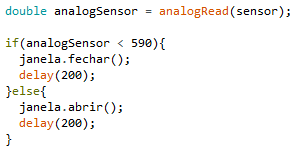 double analogSensor = analogRead(sensor);
if(analogSensor < 590){
janela.fechar();
delay(200);
}else{
janela.abrir();
delay(200);
}